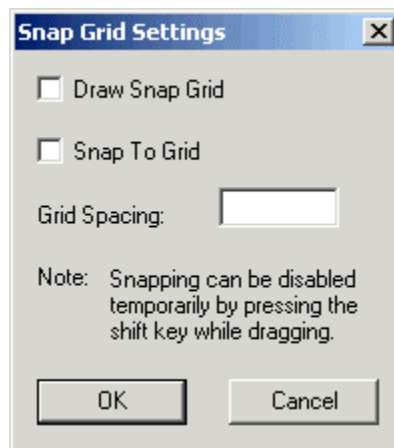 Snap Grid Settings
Draw Snap Grid
Snap To Grid
Grid Spacing:
Note: Snapping can be disabled
temporarily by pressing the
shift key while dragging.
OK Cancel